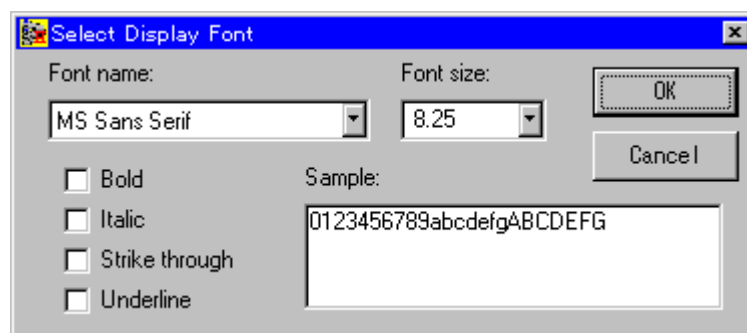 Select Display Font
Font name:
Font size:
MS Sans Serif
8.25
OK
Cancel
Bold
Italic
Strike through
Underline
Sample:
0123456789abcdefgABCDEFG